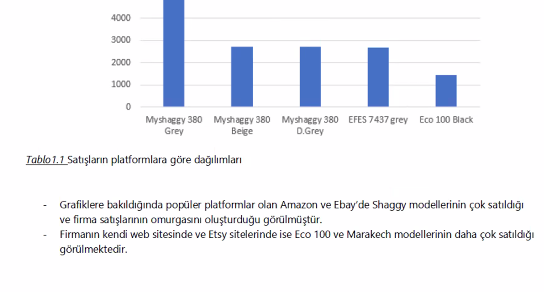 4000
3000
2000
1000
0
Myshaggy 380 Myshaggy 380 Myshaggy 380 EFES 7437 grey Eco 100 Black
Grey Beige D.Grey
Tablo1.1 Satışların platformlara göre dağılımları
- Grafiklere bakıldığında popüler platformlar olan Amazon ve Ebay'de Shaggy modellerinin çok satıldığı
ve firma satışlarının omurgasını oluşturduğu görülmüştür.
- Firmanın kendi web sitesinde ve Etsy sitelerinde ise Eco 100 ve Marakech modellerinin daha çok satıldığı
görülmektedir.